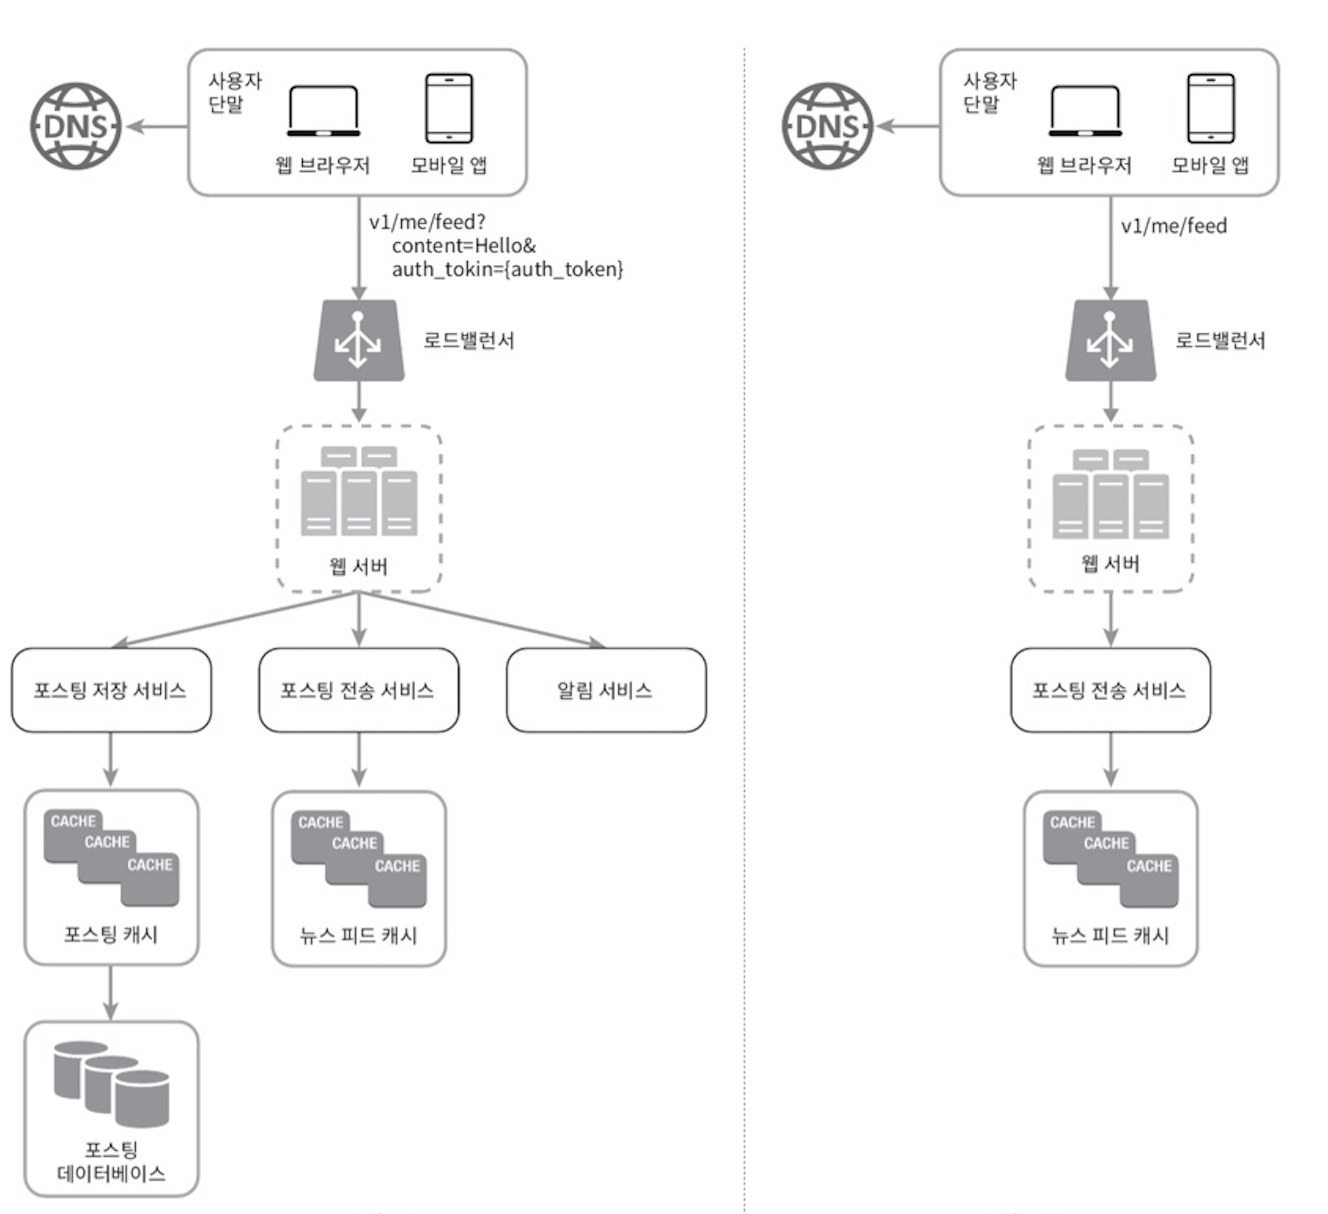 사용자
단말
DNS
웹 브라우저
모바일 앱
v1/me/feed?
content=Hello&
auth_tokin={auth_token}
로드밸런서
웹 서버
포스팅 저장 서비스
포스팅 전송 서비스
알림 서비스
CACHE
CACHE
CACHE
포스팅 캐시
CACHE
CACHE
CACHE
뉴스 피드 캐시
포스팅
데이터베이스
사용자
단말
DNS
웹 브라우저
모바일 앱
v1/me/feed
로드밸런서
웹 서버
포스팅 전송 서비스
CACHE
CACHE
CACHE
뉴스 피드 캐시